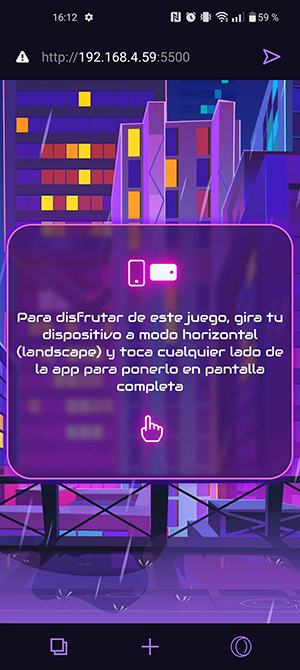 16:12
59 %
http://192.168.4.59:5500
Para disfrutar de este juego, gira tu
dispositivo a modo horizontal
(landscape) y toca cualquier lado de
la app para ponerlo en pantalla
completa